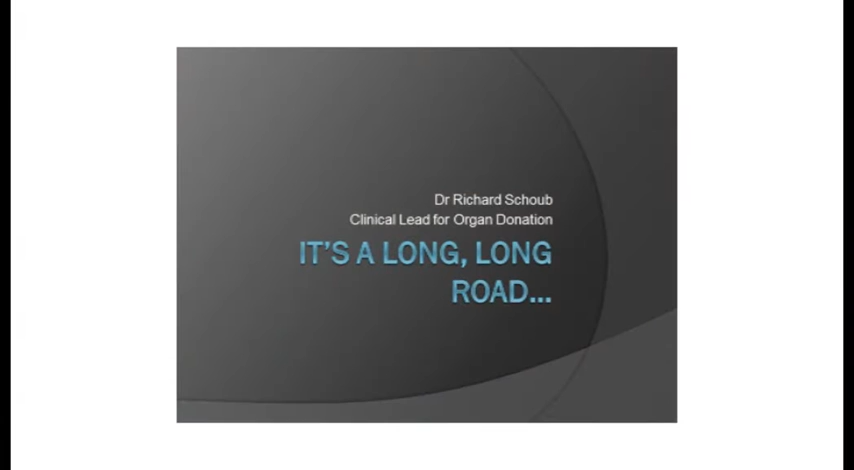 Dr Richard Schoub
Clinical Lead for Organ Donation
IT'S A LONG, LONG
ROAD...